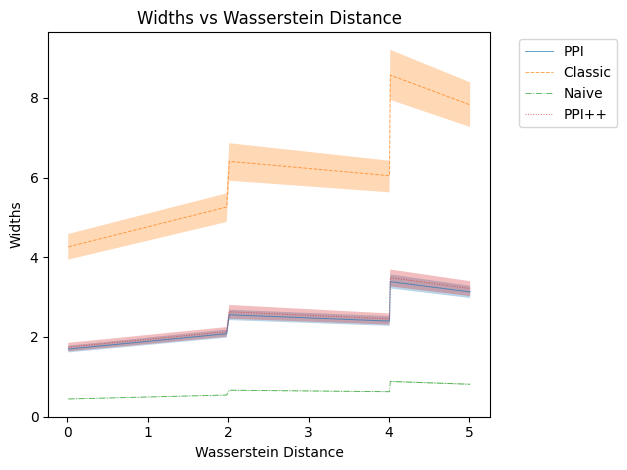 Widths vs Wasserstein Distance
PPI
Classic
Naive
PPI++
8
6
4
2
0
Widths
0 1 2 3 4 5
Wasserstein Distance